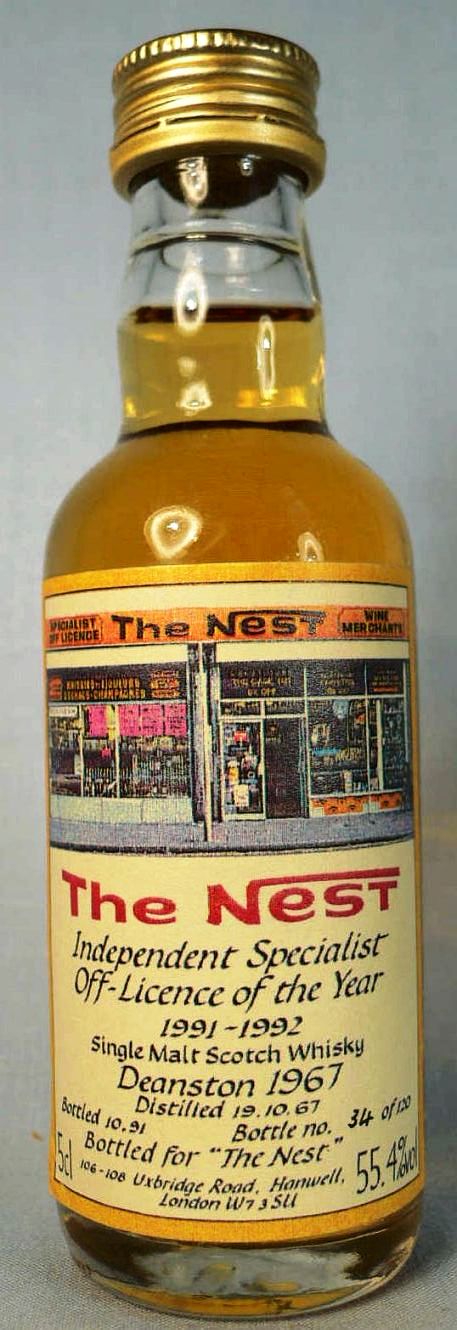 SPECIALIST
OFF LICENCE
The Nest
WINE
MERCHANTS
The Nest
Independent Specialist
Off-Licence of the Year
1991-1992
Single Malt Scotch Whisky
Deanston 1967
Distilled 19.10.67
Bottled 10.91
Bottle no. 34 of 120
Bottled for "The Nest"
5cl
106-108 Uxbridge Road, Hanwell,
London W7 3SU
55.4%vol